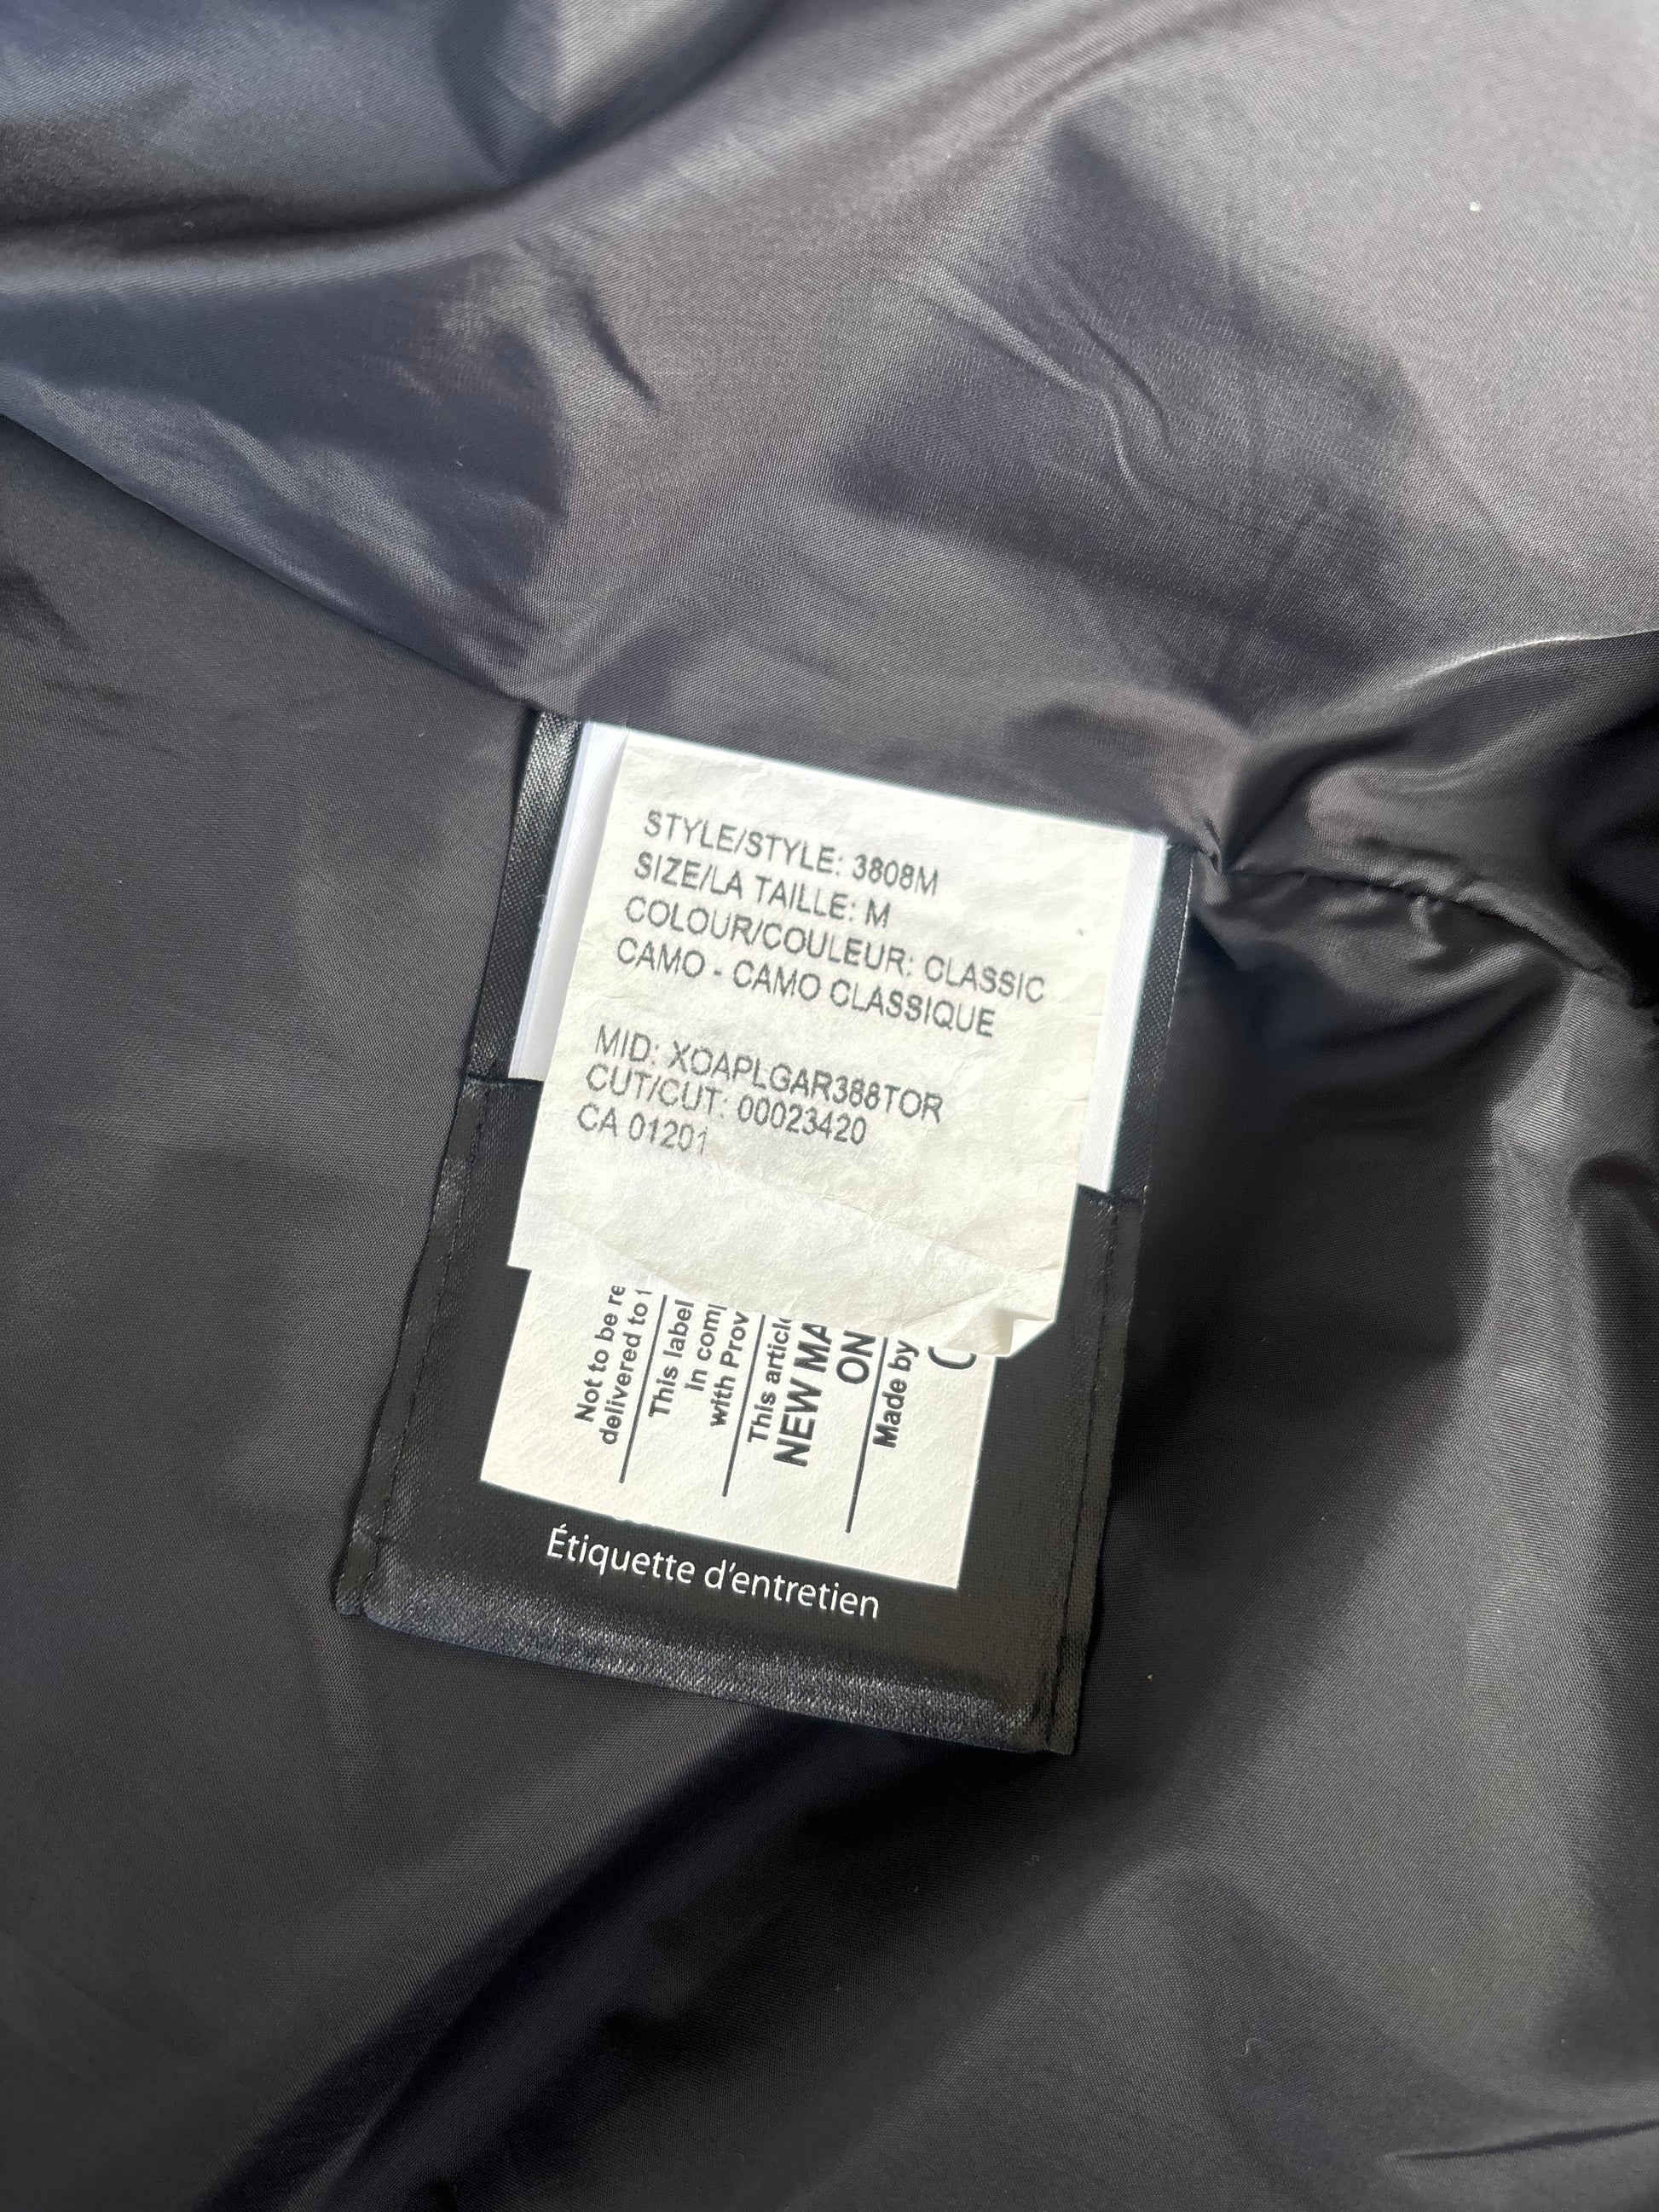 STYLE/STYLE: 3808M
SIZE/LA TAILLE: M
COLOUR/COULEUR: CLASSIC
CAMO - CAMO CLASSIQUE
MID: XOAPLGAR388TOR
CUT/CUT: 00023420
CA 01201
Not to be re
delivered to
This label
in comp
with Prov
This article
NEW MA
ON
Made by
Étiquette d'entretien